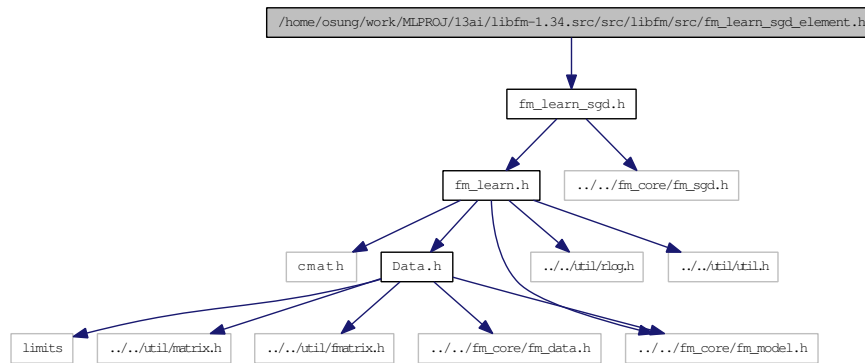 /home/osung/work/MLPROJ/13ai/libfm-1.34.src/src/libfm/src/fm_learn_sgd_element.h
fm_learn_sgd.h
fm_learn.h
../../fm_core/fm_sgd.h
cmath
Data.h
../../util/rlog.h
../../util/util.h
limits
../../util/matrix.h
../../util/fmatrix.h
../../fm_core/fm_data.h
../../fm_core/fm_model.h